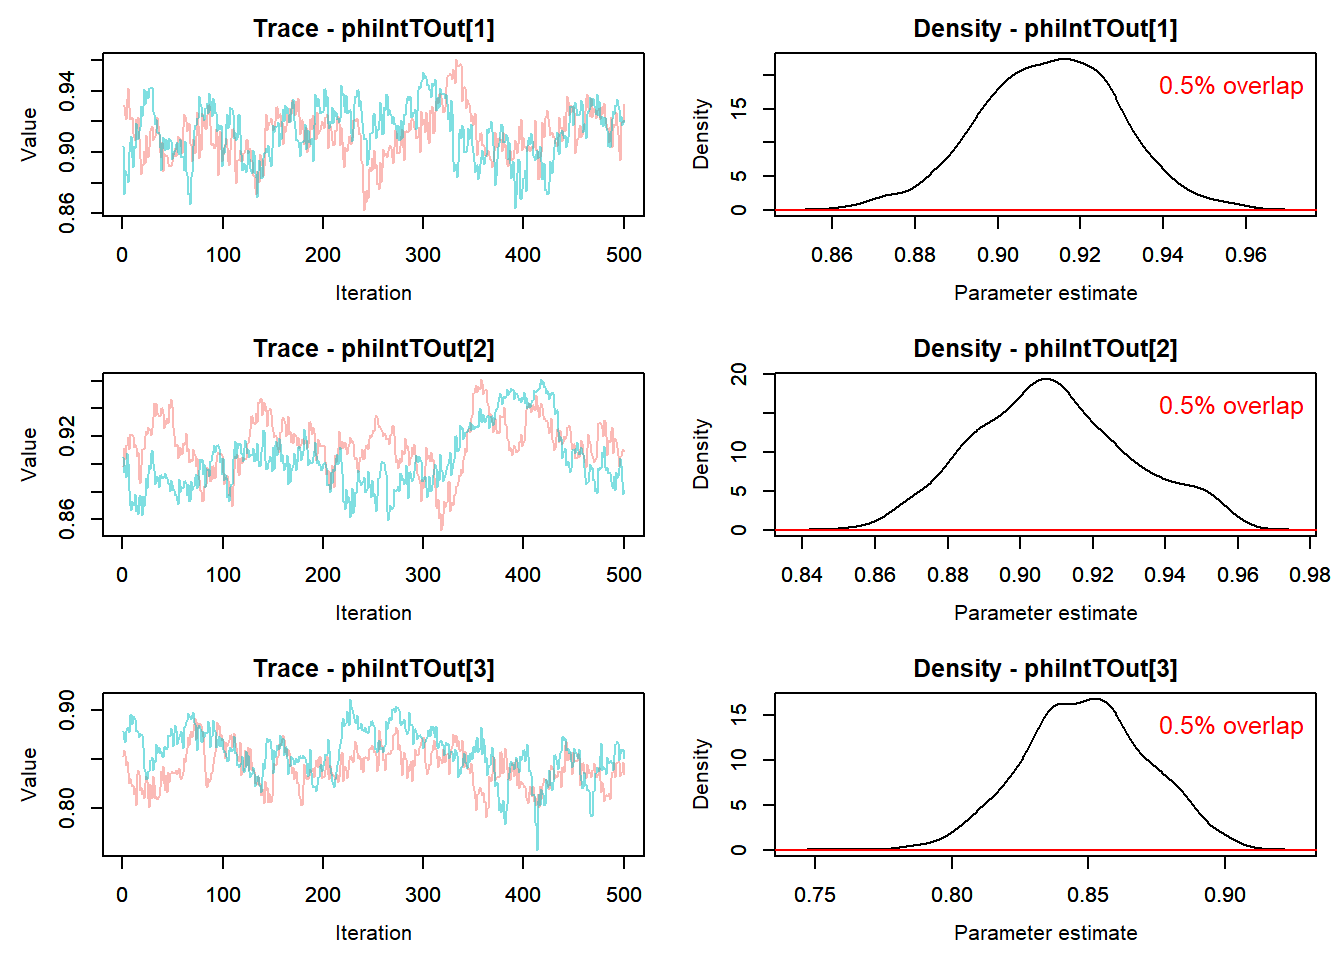 Trace - phiIntTOut[1]
Value
0.86 0.90 0.94
0 100 200 300 400 500
Iteration
Density - phiIntTOut[1]
0.5% overlap
Density
0 5 15
0.86 0.88 0.90 0.92 0.94 0.96
Parameter estimate
Trace - phiIntTOut[2]
Value
0.86 0.92
0 100 200 300 400 500
Iteration
Density - phiIntTOut[2]
0.5% overlap
Density
0 5 10 20
0.84 0.86 0.88 0.90 0.92 0.94 0.96 0.98
Parameter estimate
Trace - phiIntTOut[3]
Value
0.80 0.90
0 100 200 300 400 500
Iteration
Density - phiIntTOut[3]
0.5% overlap
Density
0 5 10 15
0.75 0.80 0.85 0.90
Parameter estimate